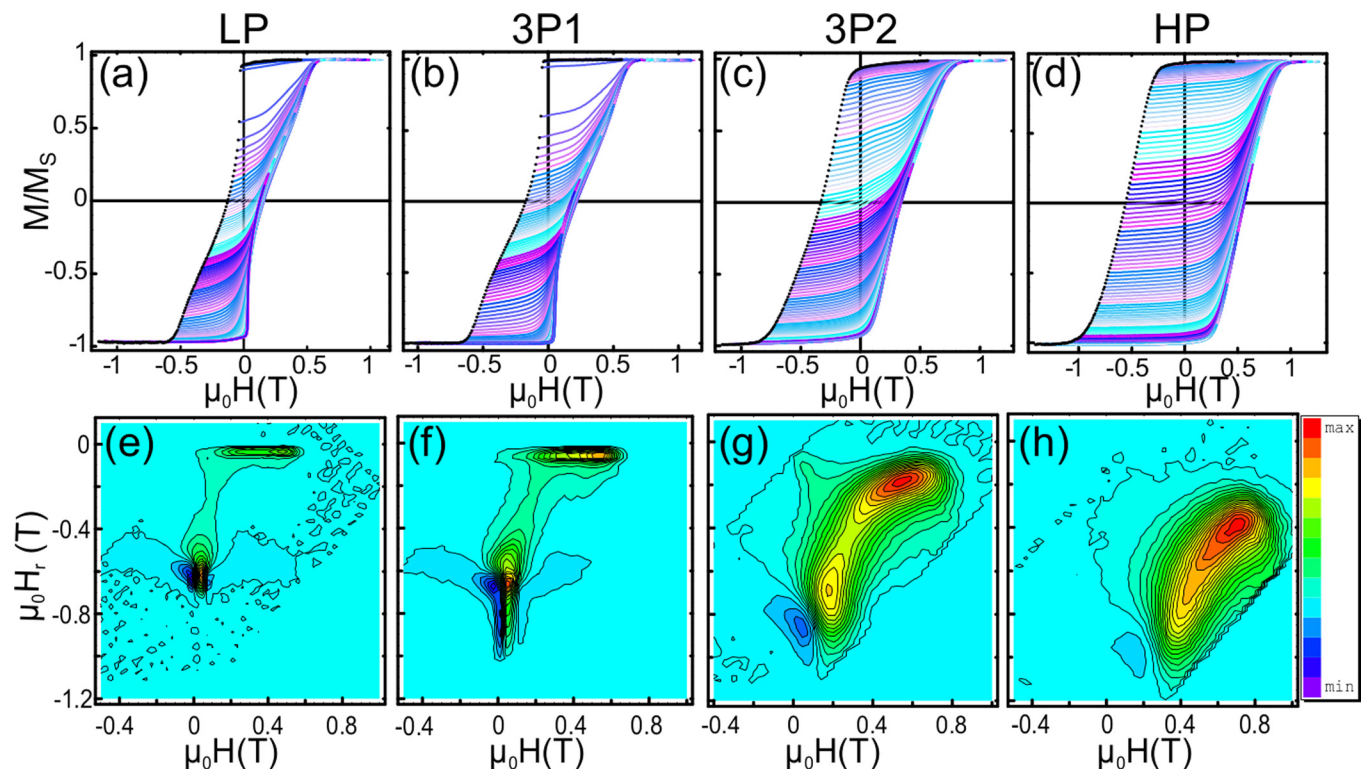 LP 3P1 3P2 HP
(a) (b) (c) (d)
M/M_S
1
0.5
0
-0.5
-1
-1 -0.5 0 0.5 1
-1 -0.5 0 0.5 1
-1 -0.5 0 0.5 1
-1 -0.5 0 0.5 1
μ₀H(T) μ₀H(T) μ₀H(T) μ₀H(T)
(e) (f) (g) (h)
μ₀Hᵣ (T)
0
-0.4
-0.8
-1.2
max
min
-0.4 0 0.4 0.8
-0.4 0 0.4 0.8
-0.4 0 0.4 0.8
0 0.4 0.8
μ₀H(T) μ₀H(T) μ₀H(T) μ₀H(T)